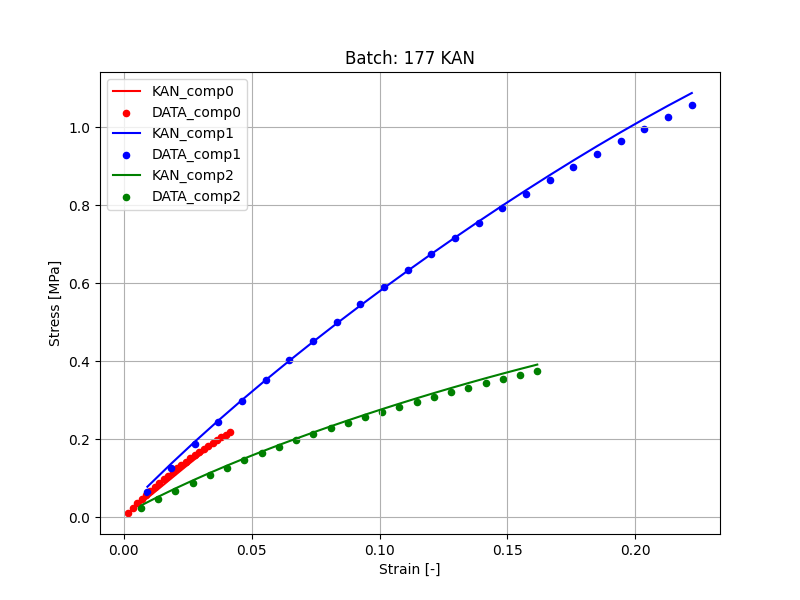 Batch: 177 KAN
KAN_comp0
DATA_comp0
KAN_comp1
DATA_comp1
KAN_comp2
DATA_comp2
1.0
0.8
0.6
0.4
0.2
0.0
Stress [MPa]
0.00 0.05 0.10 0.15 0.20
Strain [-]